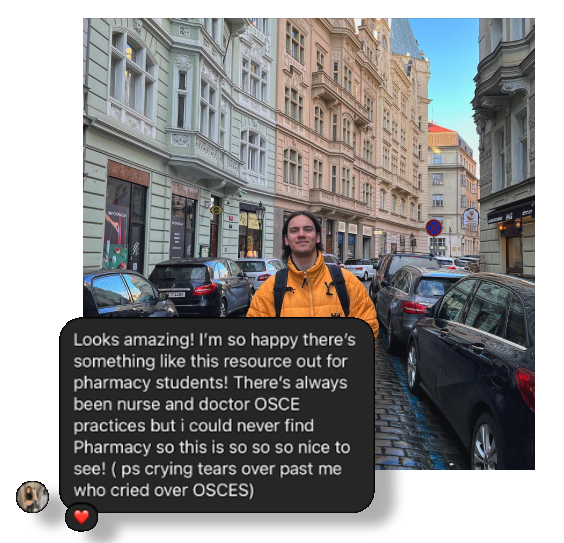 Looks amazing! I'm so happy there's
something like this resource out for
pharmacy students! There's always
been nurse and doctor OSCE
practices but i could never find
Pharmacy so this is so so so nice to
see! ( ps crying tears over past me
who cried over OSCES)